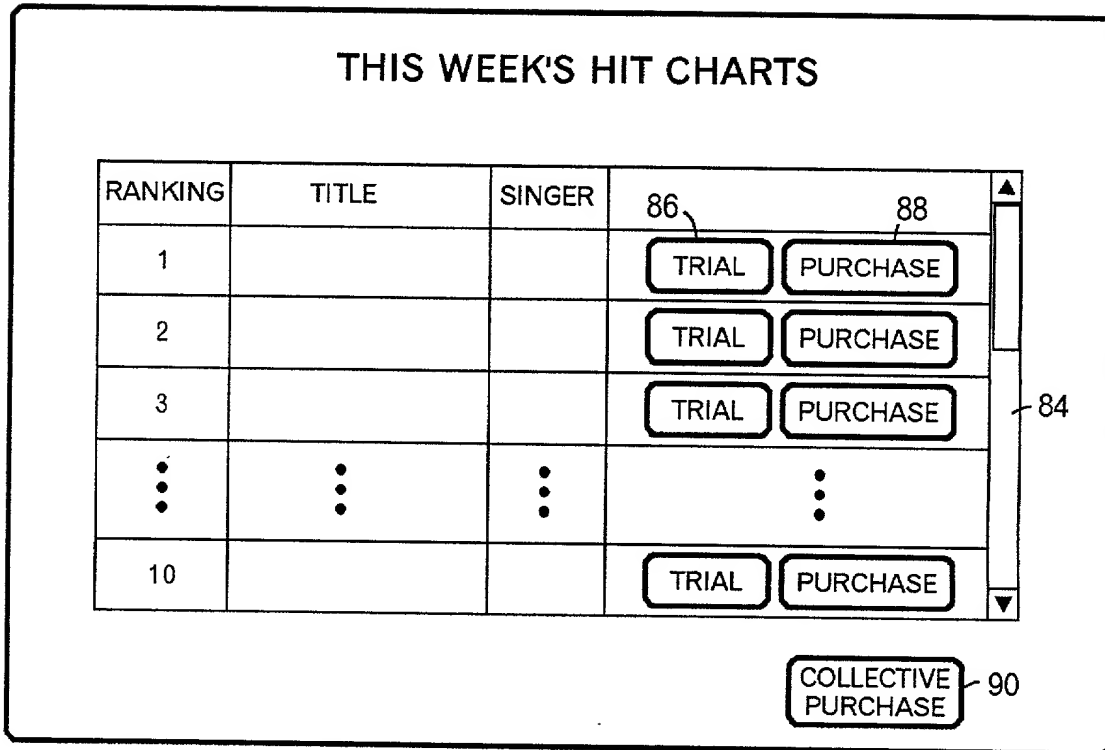 THIS WEEK'S HIT CHARTS
RANKING TITLE SINGER
86 88
1 TRIAL PURCHASE
2 TRIAL PURCHASE
3 TRIAL PURCHASE
84
10 TRIAL PURCHASE
COLLECTIVE
PURCHASE
90